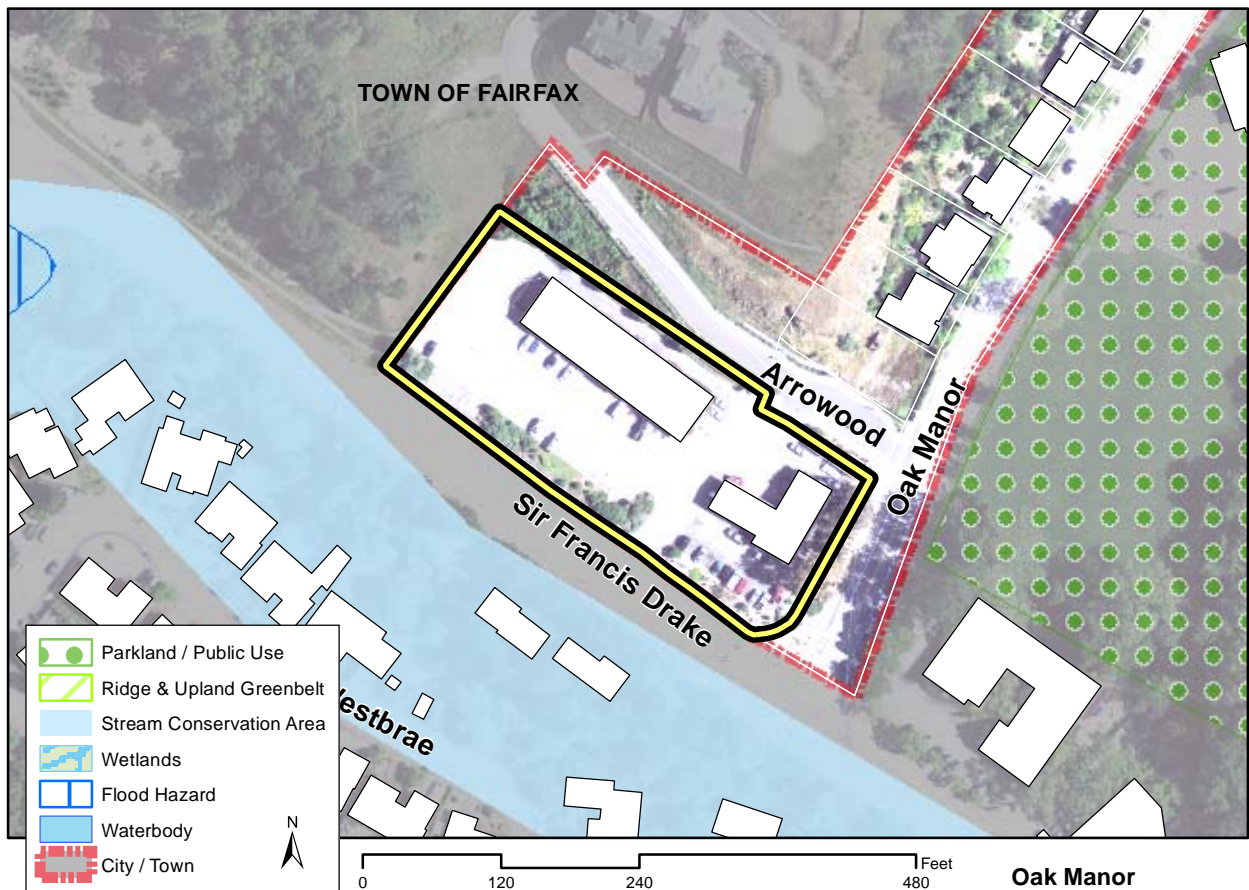 TOWN OF FAIRFAX
Arrowood
Oak Manor
Sir Francis Drake
Parkland / Public Use
Ridge & Upland Greenbelt
Stream Conservation Area
Wetlands
Flood Hazard
Waterbody
City / Town
N
Feet
0 120 240 480
Oak Manor